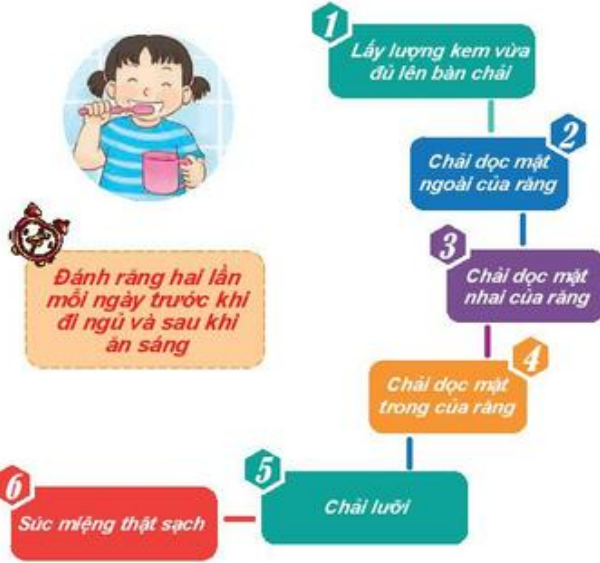 1
Lấy lượng kem vừa
đủ lên bàn chải
2
Chải dọc mặt
ngoài của răng
3
Chải dọc mặt
nhai của răng
4
Chải dọc mặt
trong của răng
5
Chải lưỡi
6
Súc miệng thật sạch
Đánh răng hai lần
mỗi ngày trước khi
đi ngủ và sau khi
ăn sáng